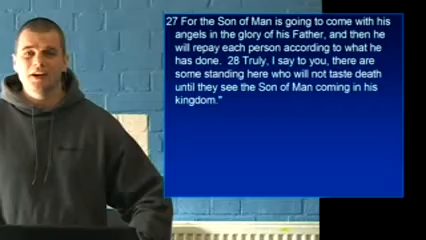 27 For the Son of Man is going to come with his
angels in the glory of his Father, and then he
will repay each person according to what he
has done.  28 Truly, I say to you, there are
some standing here who will not taste death
until they see the Son of Man coming in his
kingdom."